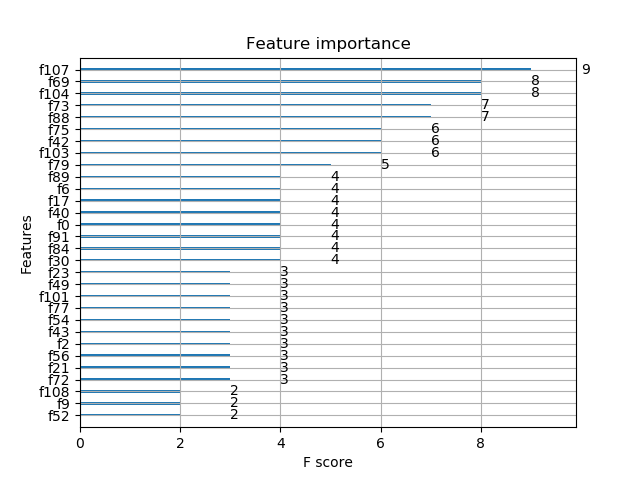 Feature importance
f107 9
f69 8
f104 8
f73 7
f88 7
f75 6
f42 6
f103 6
f79 5
f89 4
f6 4
f17 4
f40 4
f0 4
f91 4
f84 4
f30 4
f23 3
f49 3
f101 3
f77 3
f54 3
f43 3
f2 3
f56 3
f21 3
f72 3
f108 2
f9 2
f52 2
0 2 4 6 8
F score
Features